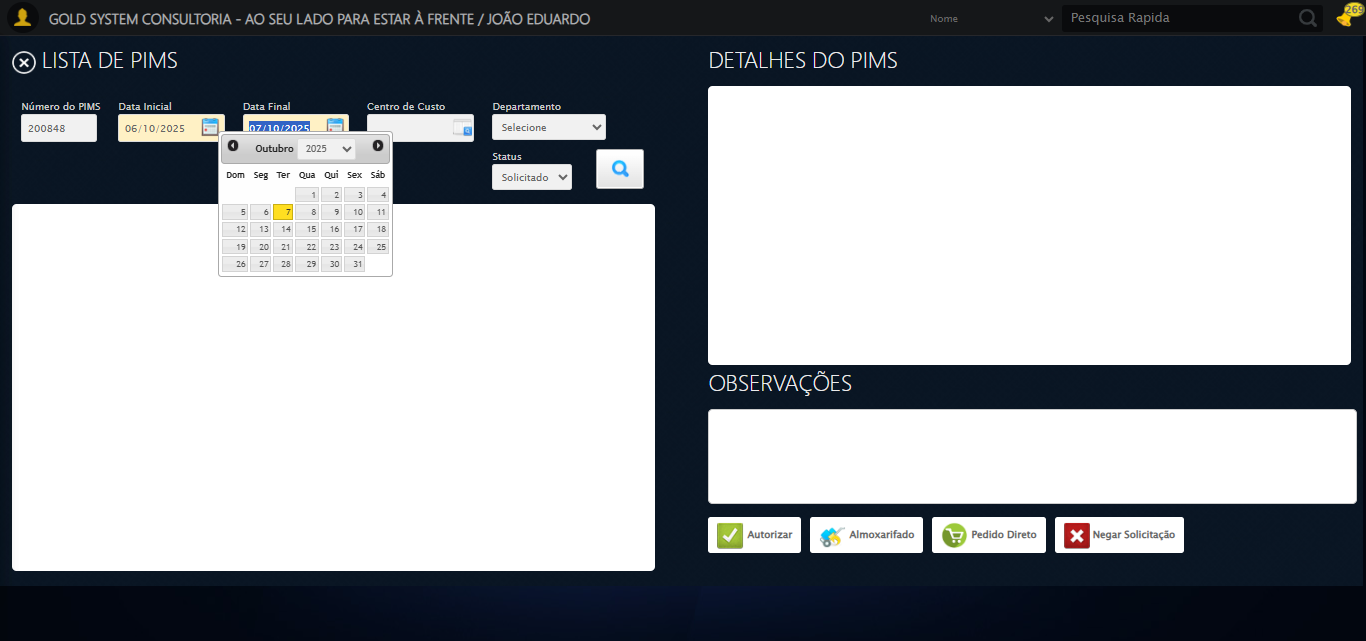 GOLD SYSTEM CONSULTORIA - AO SEU LADO PARA ESTAR À FRENTE / JOÃO EDUARDO
Nome
Pesquisa Rapida
269
LISTA DE PIMS
Número do PIMS
Data Inicial
Data Final
Centro de Custo
Departamento
200848
06/10/2025
07/10/2025
Selecione
Status
Solicitado
Outubro 2025
Dom Seg Ter Qua Qui Sex Sáb
1 2 3 4
5 6 7 8 9 10 11
12 13 14 15 16 17 18
19 20 21 22 23 24 25
26 27 28 29 30 31
DETALHES DO PIMS
OBSERVAÇÕES
Autorizar
Almoxarifado
Pedido Direto
Negar Solicitação